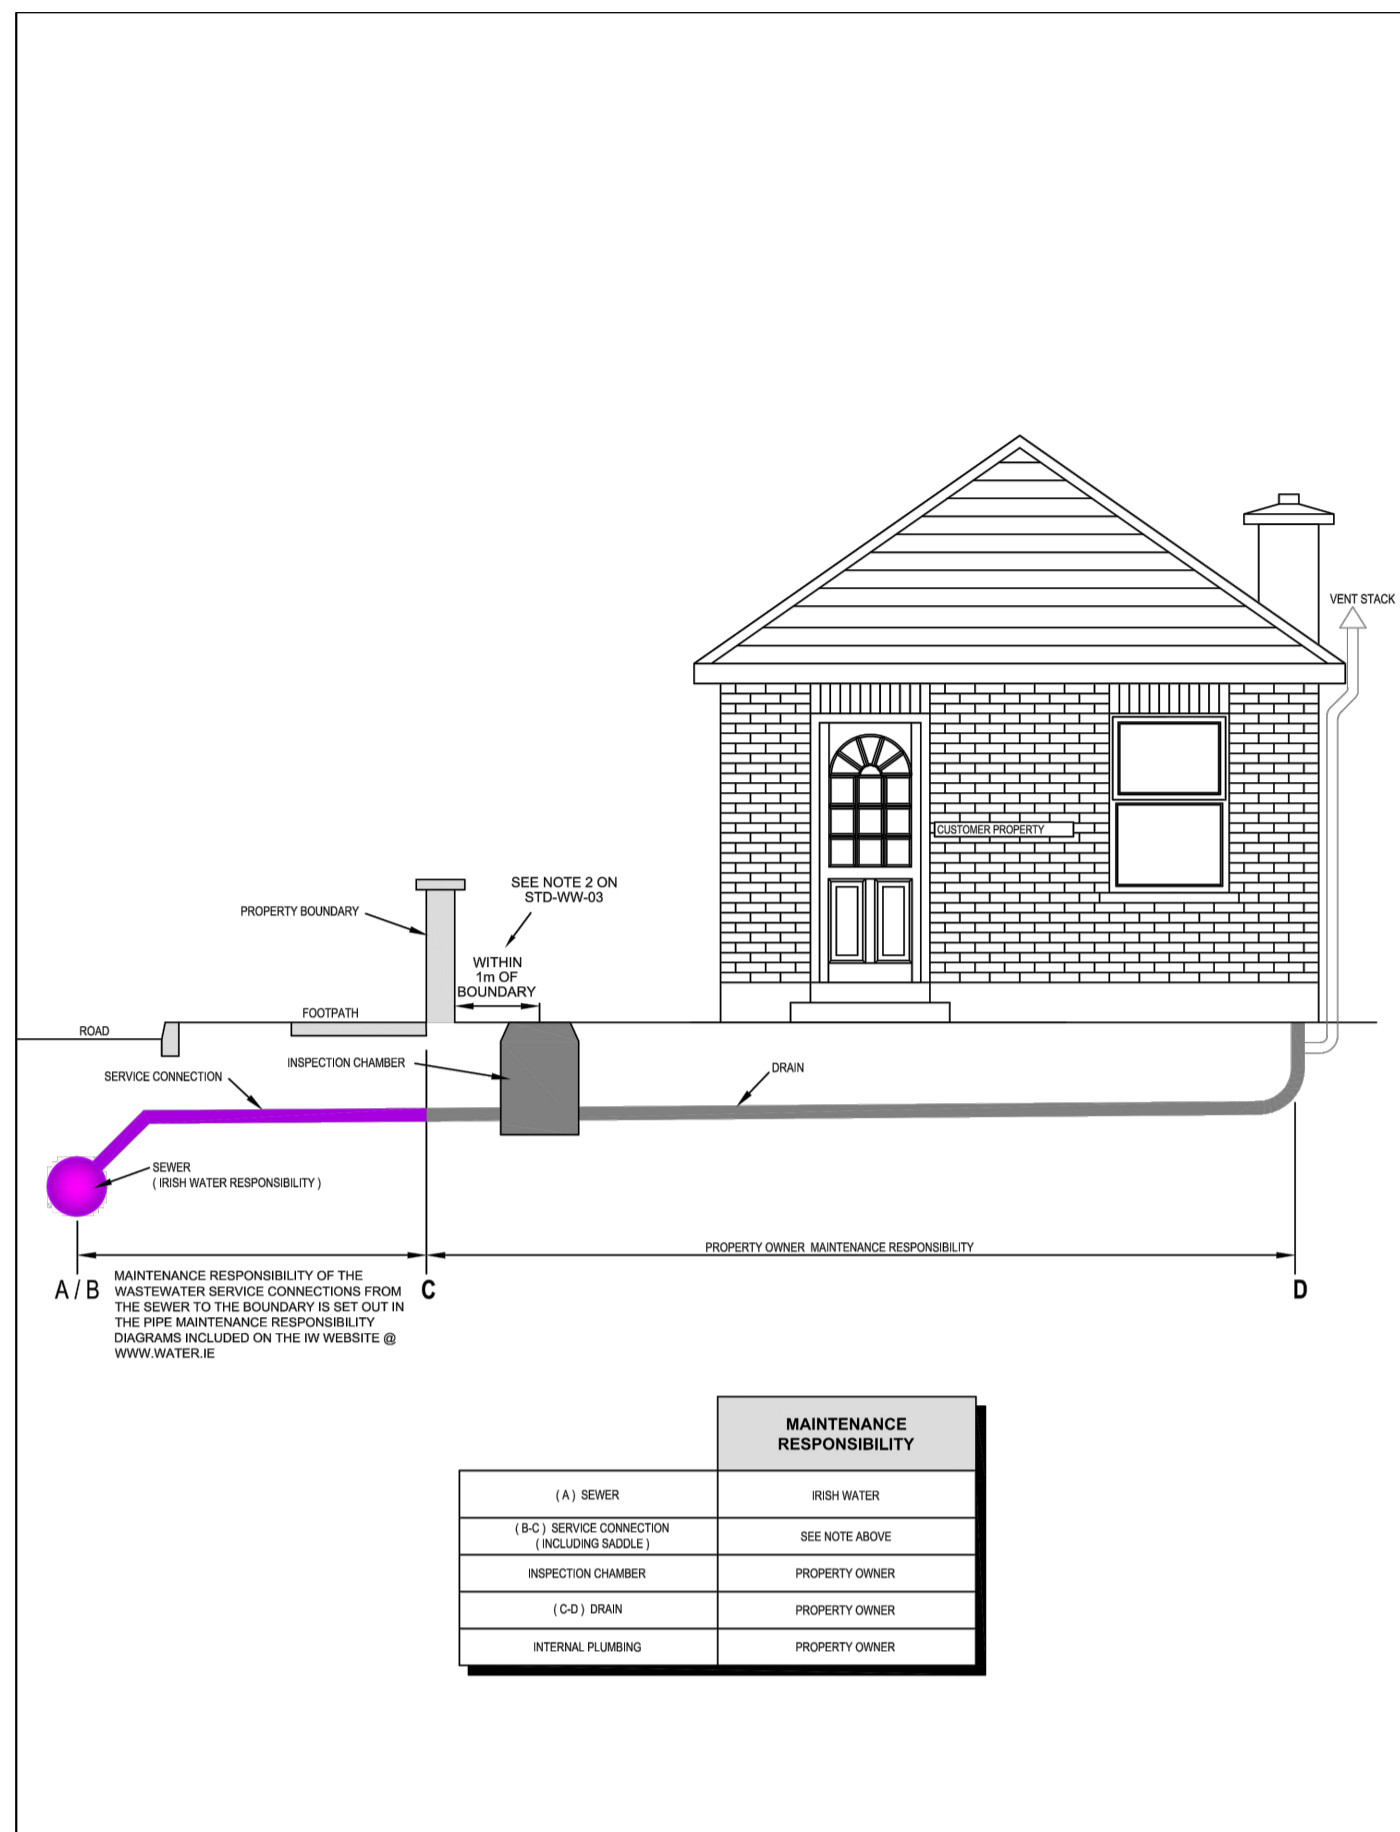 VENT STACK
CUSTOMER PROPERTY
SEE NOTE 2 ON
STD-WW-03
PROPERTY BOUNDARY
WITHIN
1m OF
BOUNDARY
FOOTPATH
ROAD
INSPECTION CHAMBER
SERVICE CONNECTION
DRAIN
SEWER
( IRISH WATER RESPONSIBILITY )
PROPERTY OWNER MAINTENANCE RESPONSIBILITY
A / B
C
D
MAINTENANCE RESPONSIBILITY OF THE
WASTEWATER SERVICE CONNECTIONS FROM
THE SEWER TO THE BOUNDARY IS SET OUT IN
THE PIPE MAINTENANCE RESPONSIBILITY
DIAGRAMS INCLUDED ON THE IW WEBSITE @
WWW.WATER.IE
MAINTENANCE
RESPONSIBILITY
( A ) SEWER
IRISH WATER
( B-C ) SERVICE CONNECTION
( INCLUDING SADDLE )
SEE NOTE ABOVE
INSPECTION CHAMBER
PROPERTY OWNER
( C-D ) DRAIN
PROPERTY OWNER
INTERNAL PLUMBING
PROPERTY OWNER